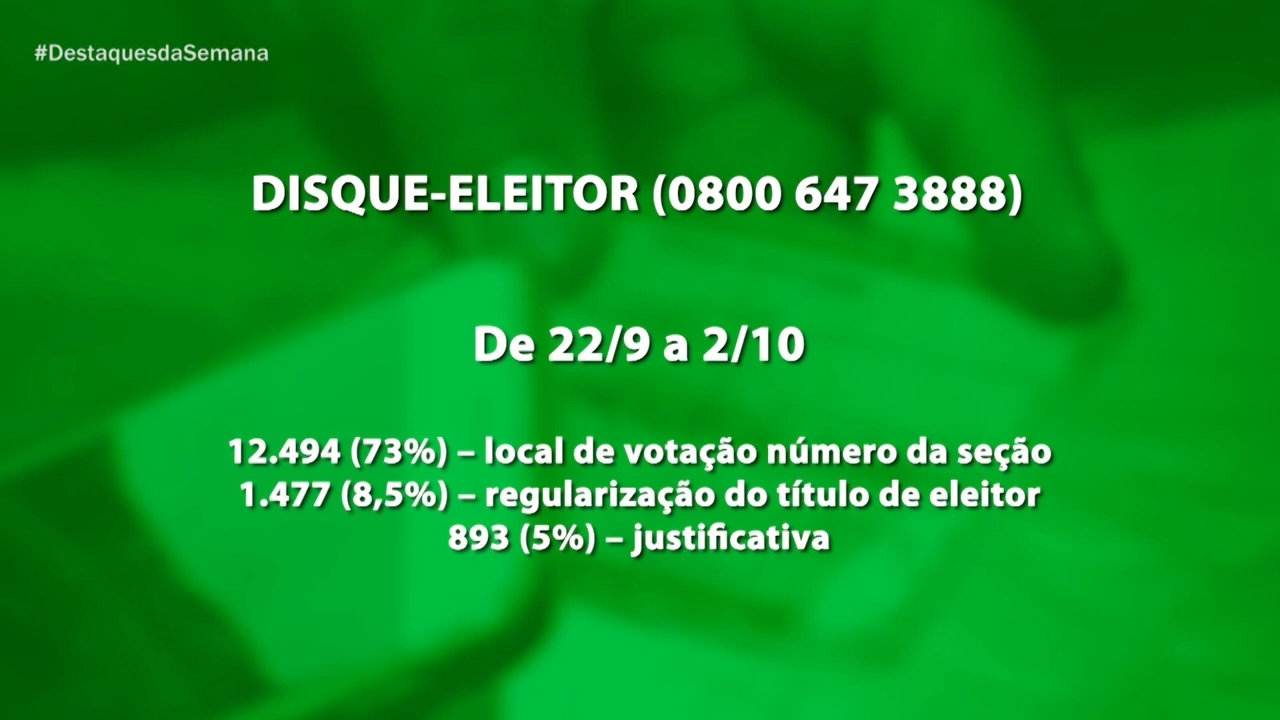 #DestaquesdaSemana
DISQUE-ELEITOR (0800 647 3888)
De 22/9 a 2/10
12.494 (73%) – local de votação número da seção
1.477 (8,5%) – regularização do título de eleitor
893 (5%) – justificativa